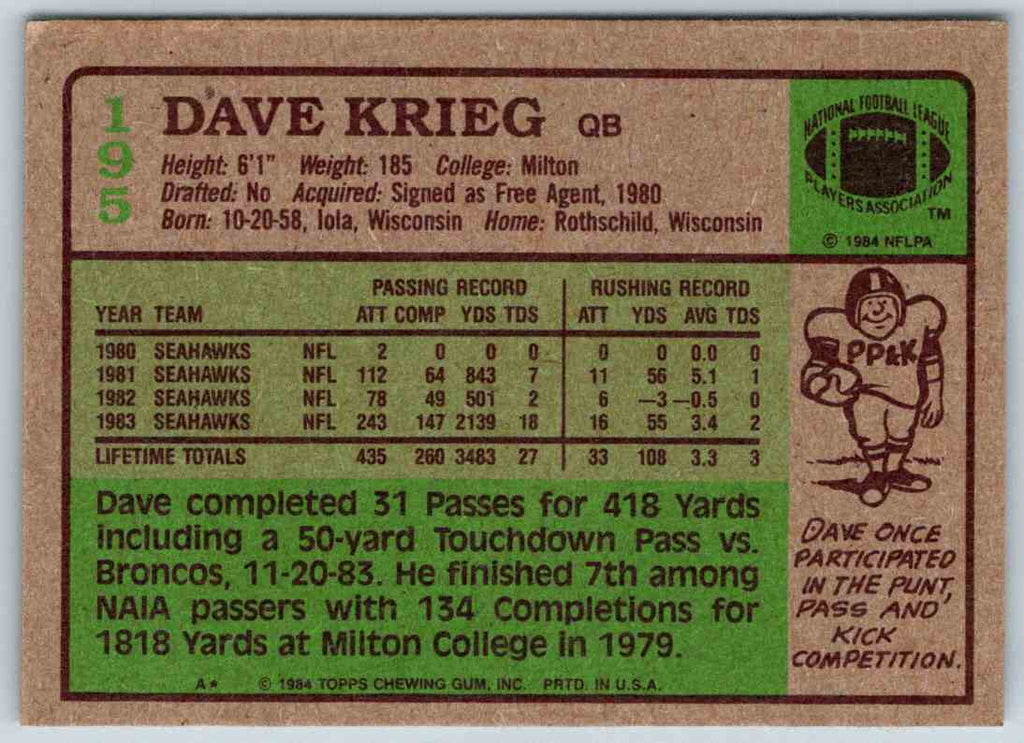 195
DAVE KRIEG QB
Height: 6'1" Weight: 185 College: Milton
Drafted: No Acquired: Signed as Free Agent, 1980
Born: 10-20-58, Iola, Wisconsin Home: Rothschild, Wisconsin
NATIONAL FOOTBALL LEAGUE
PLAYERS ASSOCIATION
TM
© 1984 NFLPA
PASSING RECORD RUSHING RECORD
YEAR TEAM ATT COMP YDS TDS ATT YDS AVG TDS
1980 SEAHAWKS NFL 2 0 0 0 0 0 0.0 0
1981 SEAHAWKS NFL 112 64 843 7 11 56 5.1 1
1982 SEAHAWKS NFL 78 49 501 2 6 —3 —0.5 0
1983 SEAHAWKS NFL 243 147 2139 18 16 55 3.4 2
LIFETIME TOTALS 435 260 3483 27 33 108 3.3 3
Dave completed 31 Passes for 418 Yards
including a 50-yard Touchdown Pass vs.
Broncos, 11-20-83. He finished 7th among
NAIA passers with 134 Completions for
1818 Yards at Milton College in 1979.
A* © 1984 TOPPS CHEWING GUM, INC. PRTD. IN U.S.A.
PP&K
DAVE ONCE
PARTICIPATED
IN THE PUNT,
PASS AND
KICK
COMPETITION.